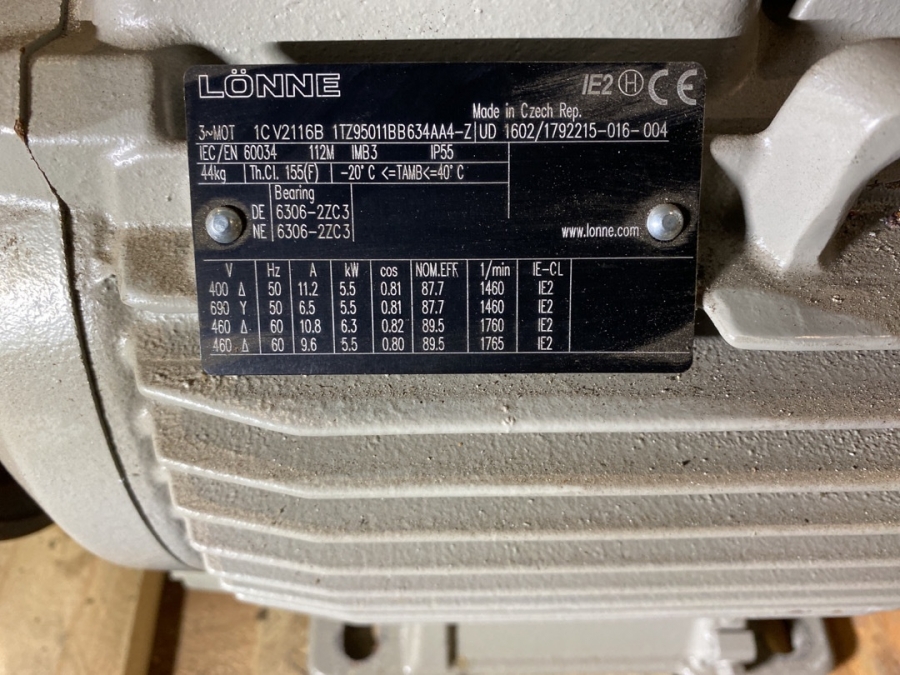 LÖNNE IE2 H CE
Made in Czech Rep.
3~MOT 1CV2116B 1TZ95011BB634AA4-Z UD 1602/1792215-016-004
IEC/EN 60034 112M IMB3 IP55
44kg Th.Cl. 155(F) -20°C <=TAMB<=40°C
Bearing
DE 6306-2ZC3
NE 6306-2ZC3
www.lonne.com
V Hz A kW cos NOM.EFF. 1/min IE-CL
400 Δ 50 11.2 5.5 0.81 87.7 1460 IE2
690 Y 50 6.5 5.5 0.81 87.7 1460 IE2
460 Δ 60 10.8 6.3 0.82 89.5 1760 IE2
460 Δ 60 9.6 5.5 0.80 89.5 1765 IE2